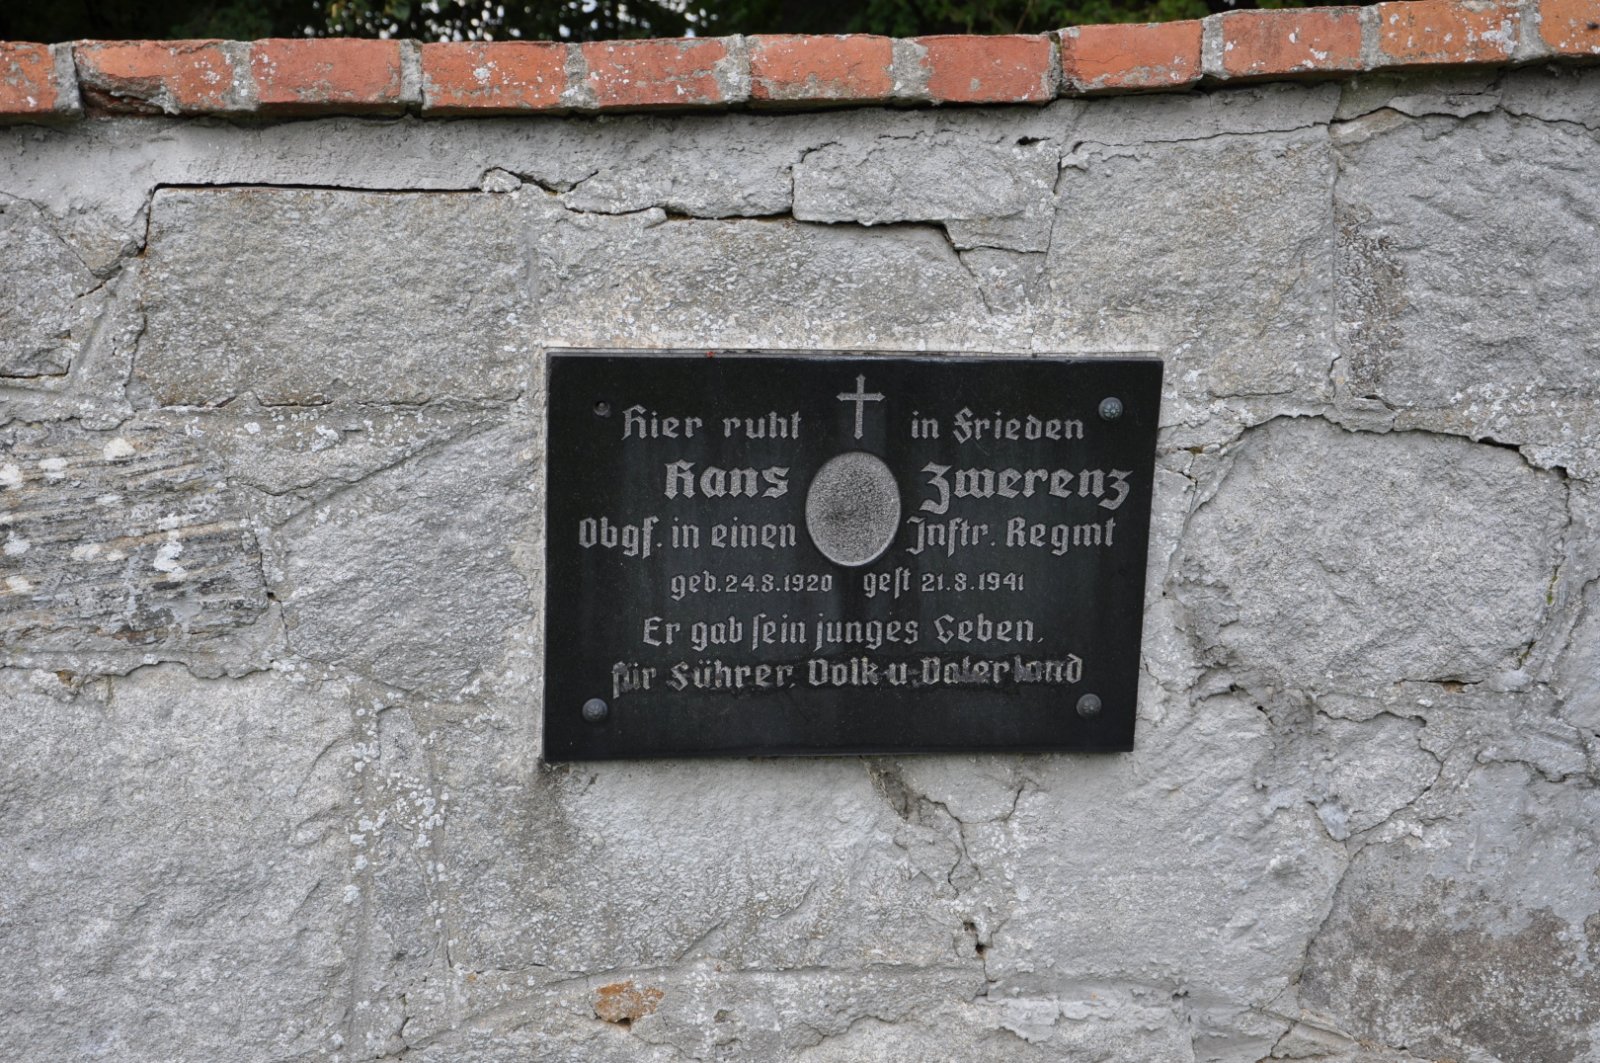 Hier ruht in Frieden
Hans Zwerenz
Obgf. in einen Inftr. Regmt
geb. 24.8.1920 gest 21.8.1941
Er gab sein junges Leben,
für Führer, Volk u. Vaterland